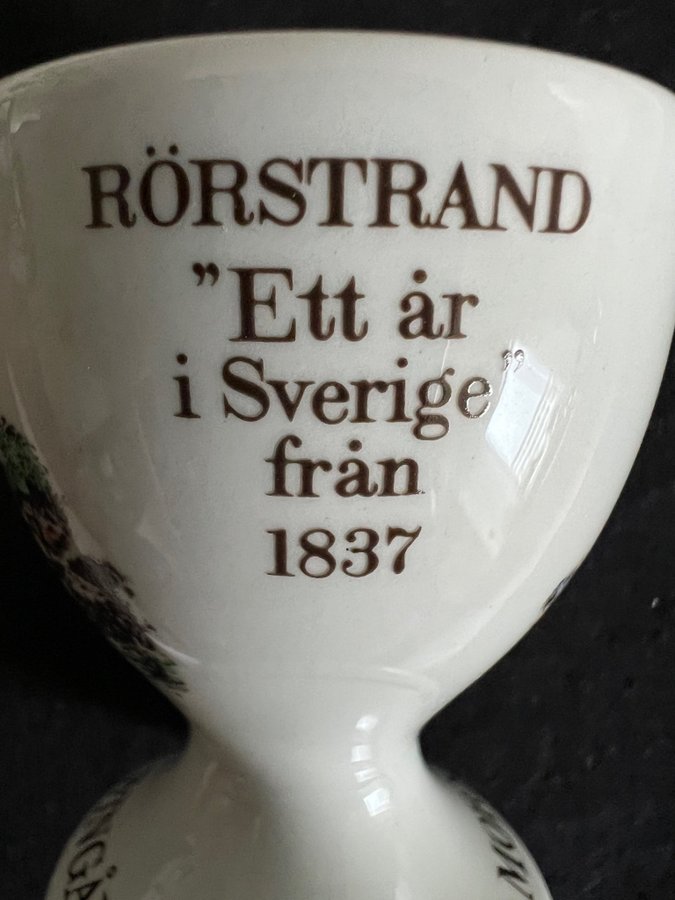 RÖRSTRAND
”Ett år
i Sverige”
från
1837